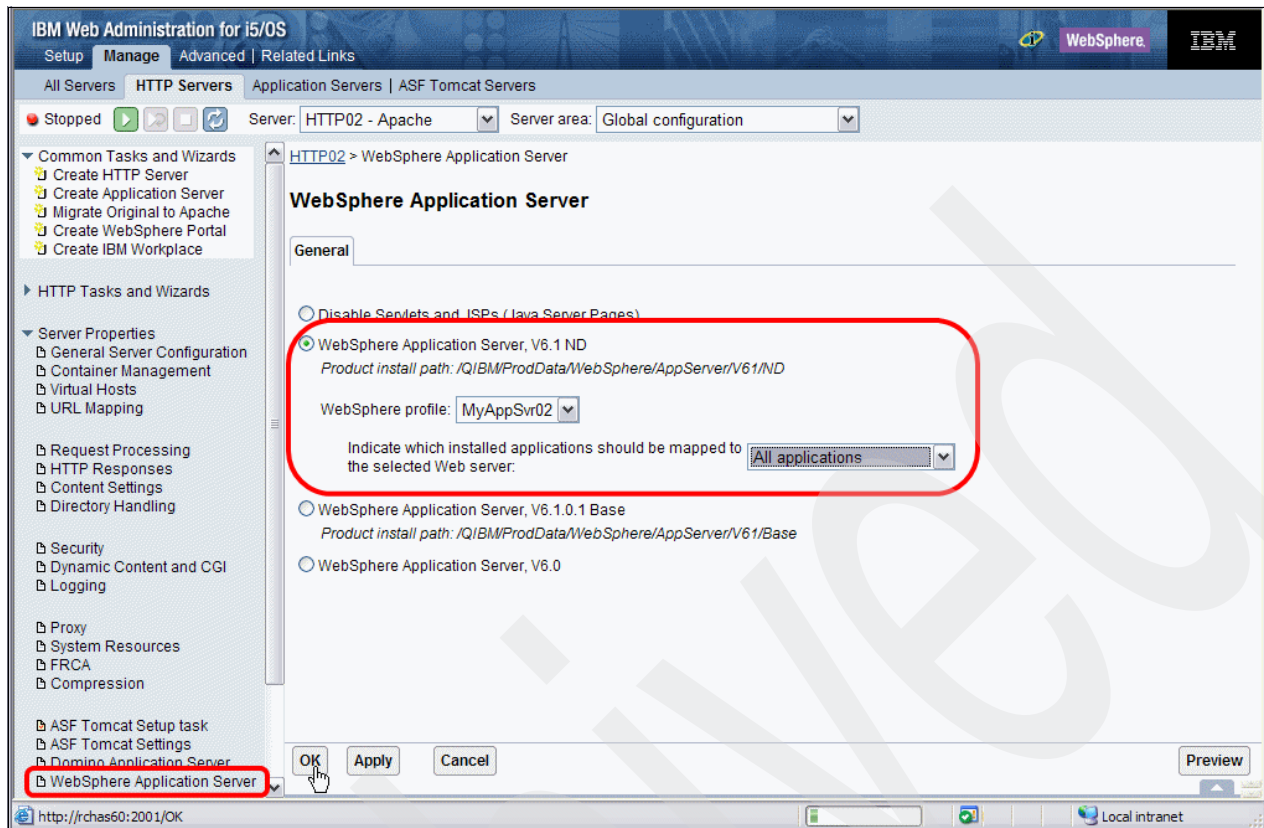 IBM Web Administration for i5/OS
Setup Manage Advanced | Related Links
WebSphere. IBM
All Servers HTTP Servers Application Servers | ASF Tomcat Servers
Stopped Server: HTTP02 - Apache Server area: Global configuration
Common Tasks and Wizards
Create HTTP Server
Create Application Server
Migrate Original to Apache
Create WebSphere Portal
Create IBM Workplace
HTTP Tasks and Wizards
Server Properties
General Server Configuration
Container Management
Virtual Hosts
URL Mapping
Request Processing
HTTP Responses
Content Settings
Directory Handling
Security
Dynamic Content and CGI
Logging
Proxy
System Resources
FRCA
Compression
ASF Tomcat Setup task
ASF Tomcat Settings
Domino Application Server
WebSphere Application Server
HTTP02 > WebSphere Application Server
WebSphere Application Server
General
Disable Servlets and JSPs (Java Server Pages)
WebSphere Application Server, V6.1 ND
Product install path: /QIBM/ProdData/WebSphere/AppServer/V61/ND
WebSphere profile: MyAppSvr02
Indicate which installed applications should be mapped to
the selected Web server: All applications
WebSphere Application Server, V6.1.0.1 Base
Product install path: /QIBM/ProdData/WebSphere/AppServer/V61/Base
WebSphere Application Server, V6.0
OK Apply Cancel Preview
http://rchas60:2001/OK Local intranet